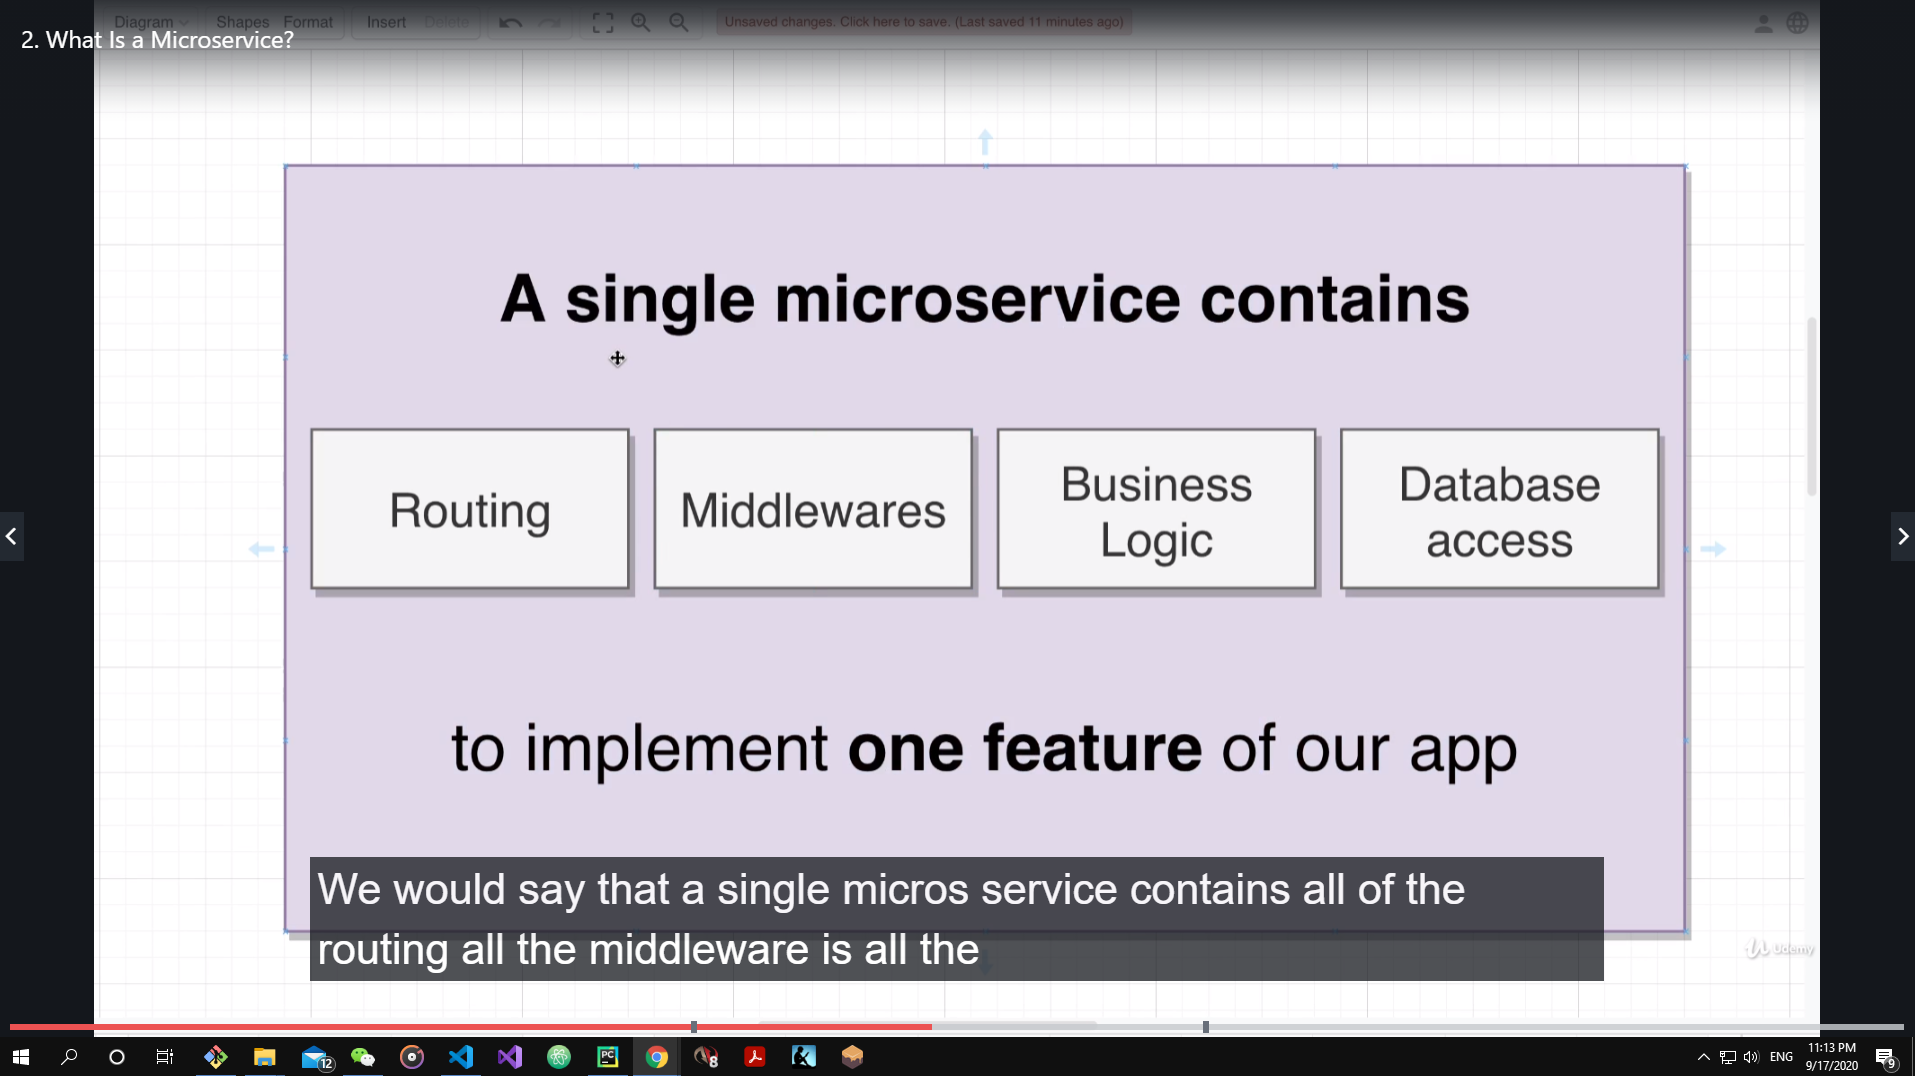 Diagram Shapes Format Insert Delete Unsaved changes. Click here to save. (Last saved 11 minutes ago)
2. What Is a Microservice?
A single microservice contains
Routing
Middlewares
Business
Logic
Database
access
to implement one feature of our app
We would say that a single micros service contains all of the
routing all the middleware is all the
Udemy
12
PC
8
ENG
11:13 PM
9/17/2020
9